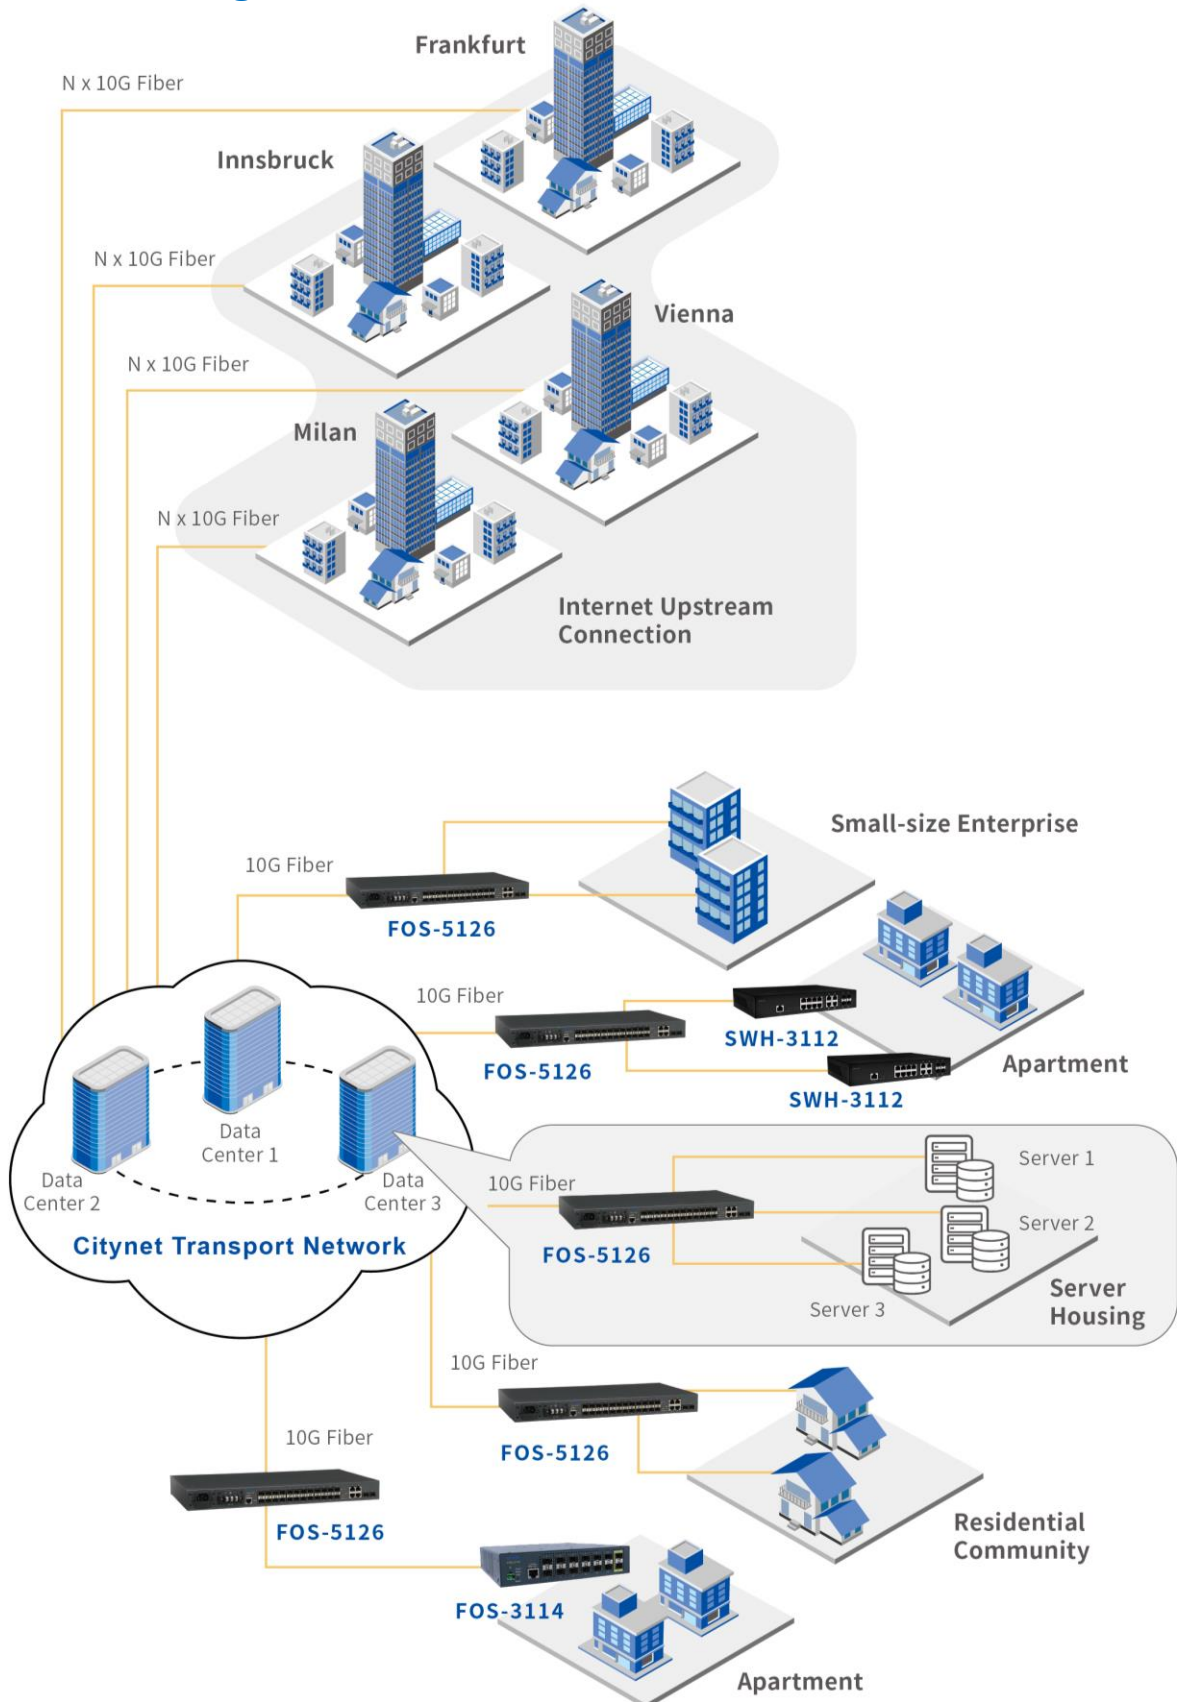 Frankfurt
N x 10G Fiber
Innsbruck
N x 10G Fiber
Vienna
N x 10G Fiber
Milan
N x 10G Fiber
Internet Upstream
Connection
Small-size Enterprise
10G Fiber
FOS-5126
10G Fiber
SWH-3112
FOS-5126
Apartment
SWH-3112
Data
Center 1
Data
Center 2
Data
Center 3
Citynet Transport Network
10G Fiber
FOS-5126
Server 1
Server 2
Server 3
Server
Housing
10G Fiber
FOS-5126
Residential
Community
10G Fiber
FOS-5126
FOS-3114
Apartment